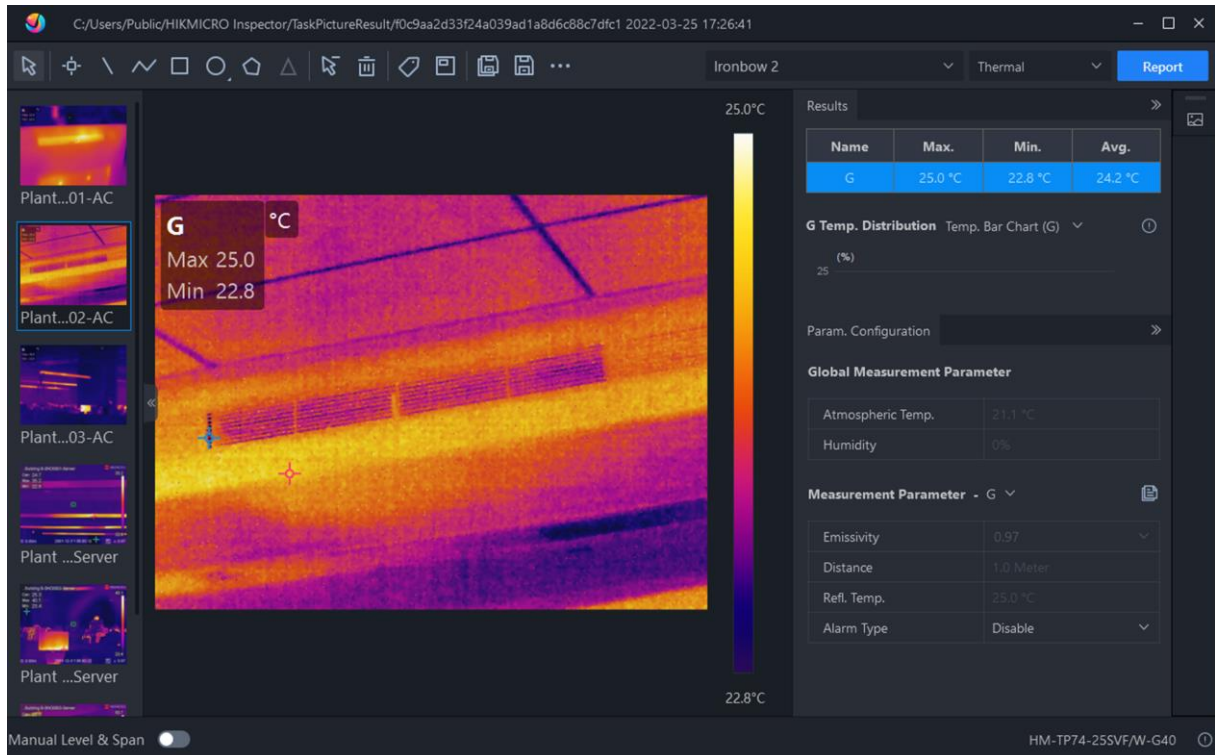 C:/Users/Public/HIKMICRO Inspector/TaskPictureResult/f0c9aa2d33f24a039ad1a8d6c88c7dfc1 2022-03-25 17:26:41
Ironbow 2
Thermal
Report
Plant...01-AC
Plant...02-AC
Plant...03-AC
Plant ...Server
Plant ...Server
G
°C
Max 25.0
Min 22.8
25.0°C
22.8°C
Results
Name Max. Min. Avg.
G 25.0 °C 22.8 °C 24.2 °C
G Temp. Distribution Temp. Bar Chart (G)
(%)
25
Param. Configuration
Global Measurement Parameter
Atmospheric Temp. 21.1 °C
Humidity 0%
Measurement Parameter - G
Emissivity 0.97
Distance 1.0 Meter
Refl. Temp. 25.0 °C
Alarm Type Disable
Manual Level & Span
HM-TP74-25SVF/W-G40